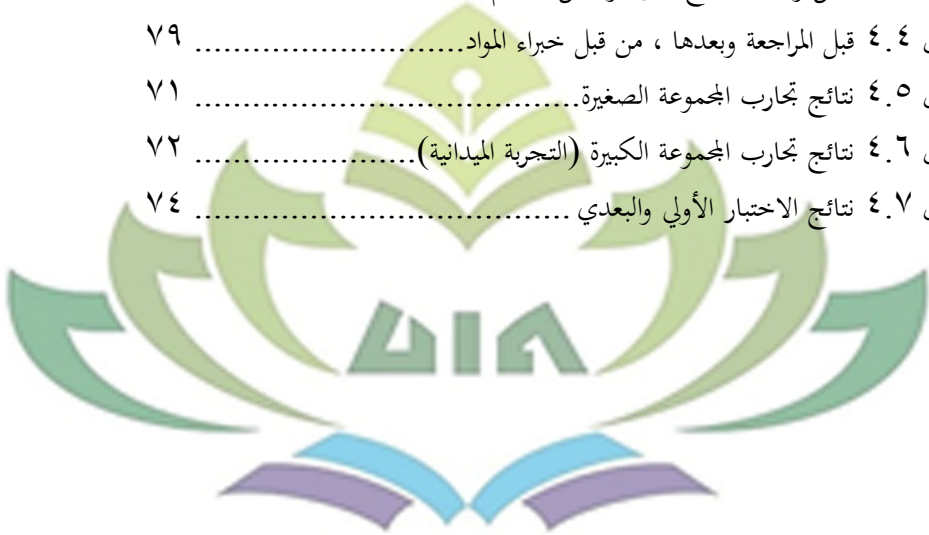 ٤.٤ قبل المراجعة وبعدها ، من قبل خبراء المواد............................ ٧٩
٤.٥ نتائج تجارب المجموعة الصغيرة........................................ ٧١
٤.٦ نتائج تجارب المجموعة الكبيرة (التجربة الميدانية)....................... ٧٢
٤.٧ نتائج الاختبار الأولي والبعدي ........................................ ٧٤